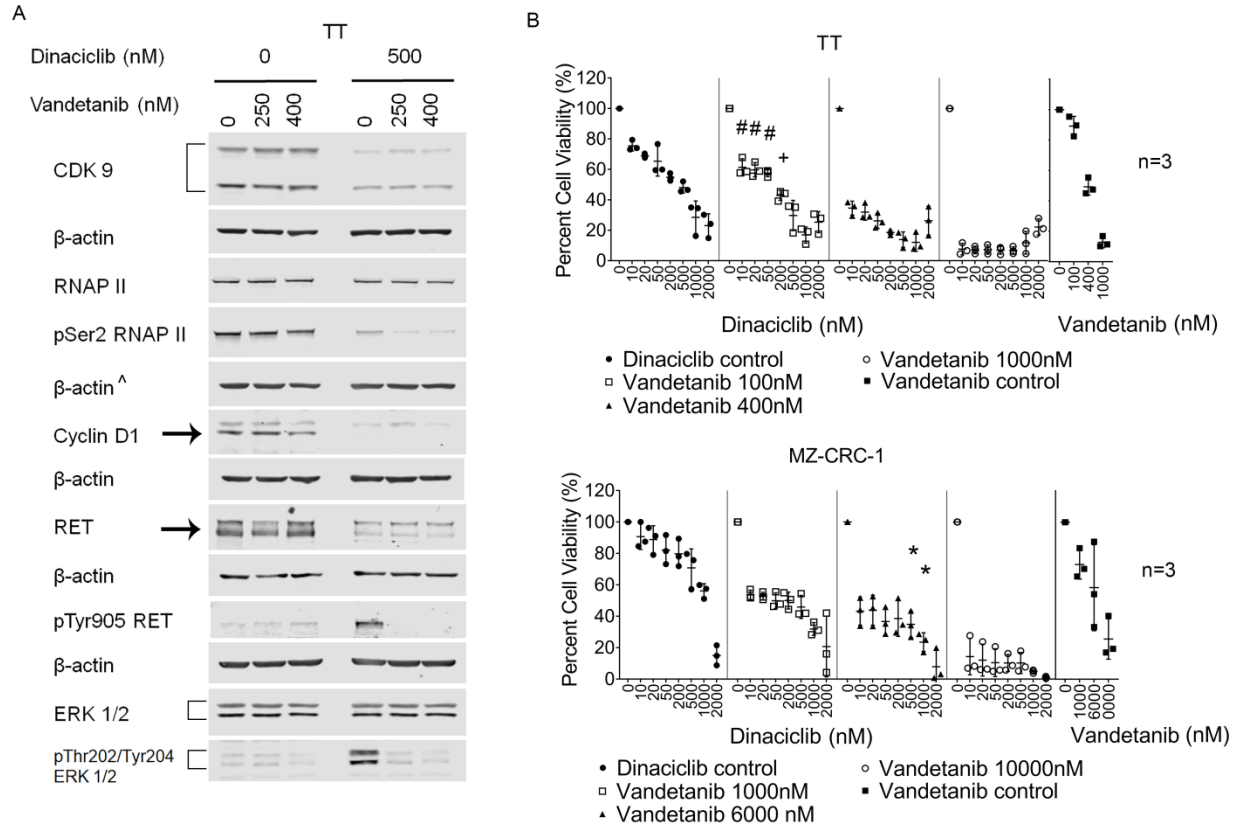 A
TT
Dinaciclib (nM) 0 500
Vandetanib (nM) 0 250 400 0 250 400
CDK 9
β-actin
RNAP II
pSer2 RNAP II
β-actin ^
Cyclin D1
β-actin
RET
β-actin
pTyr905 RET
β-actin
ERK 1/2
pThr202/Tyr204
ERK 1/2
B
TT
Percent Cell Viability (%)
120
100
80
60
40
20
0
## # +
n=3
0 10 20 50 200 500 1000 2000 0 10 20 50 200 500 1000 2000 0 10 20 50 200 500 1000 2000 0 10 20 50 200 500 1000 2000 0 100 400 1000
Dinaciclib (nM) Vandetanib (nM)
Dinaciclib control Vandetanib 1000nM
Vandetanib 100nM Vandetanib control
Vandetanib 400nM
MZ-CRC-1
Percent Cell Viability (%)
120
100
80
60
40
20
0
* *
n=3
0 10 20 50 200 500 1000 2000 0 10 20 50 200 500 1000 2000 0 10 20 50 200 500 1000 2000 0 10 20 50 200 500 1000 2000 0 1000 6000 0000
Dinaciclib (nM) Vandetanib (nM)
Dinaciclib control Vandetanib 10000nM
Vandetanib 1000nM Vandetanib control
Vandetanib 6000 nM